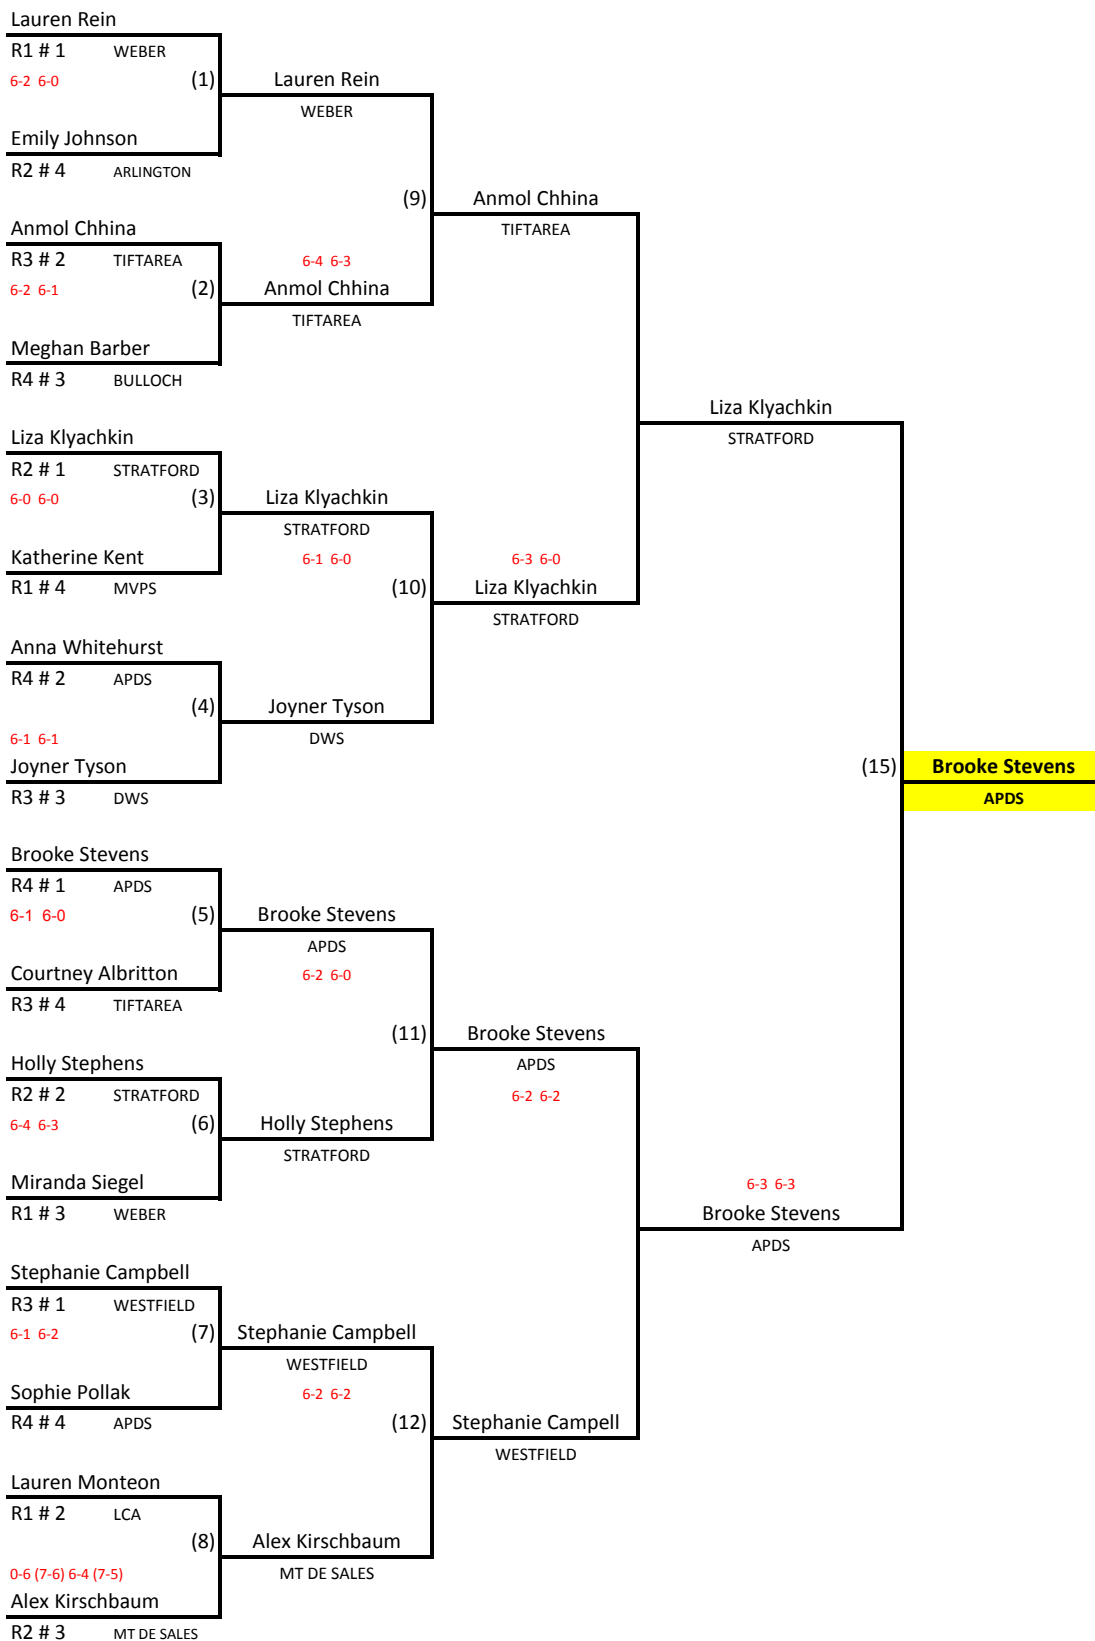 Lauren Rein
R1 # 1 WEBER
6-2 6-0 (1) Lauren Rein
WEBER
Emily Johnson
R2 # 4 ARLINGTON
(9) Anmol Chhina
TIFTAREA
Anmol Chhina
R3 # 2 TIFTAREA 6-4 6-3
6-2 6-1 (2) Anmol Chhina
TIFTAREA
Meghan Barber
R4 # 3 BULLOCH
Liza Klyachkin
STRATFORD
Liza Klyachkin
R2 # 1 STRATFORD
6-0 6-0 (3) Liza Klyachkin
STRATFORD
Katherine Kent 6-1 6-0 6-3 6-0
R1 # 4 MVPS (10) Liza Klyachkin
STRATFORD
Anna Whitehurst
R4 # 2 APDS
(4) Joyner Tyson
6-1 6-1 DWS
Joyner Tyson (15) Brooke Stevens
R3 # 3 DWS APDS
Brooke Stevens
R4 # 1 APDS
6-1 6-0 (5) Brooke Stevens
APDS
Courtney Albritton 6-2 6-0
R3 # 4 TIFTAREA
(11) Brooke Stevens
Holly Stephens APDS
R2 # 2 STRATFORD 6-2 6-2
6-4 6-3 (6) Holly Stephens
STRATFORD
Miranda Siegel 6-3 6-3
R1 # 3 WEBER Brooke Stevens
APDS
Stephanie Campbell
R3 # 1 WESTFIELD
6-1 6-2 (7) Stephanie Campbell
WESTFIELD
Sophie Pollak 6-2 6-2
R4 # 4 APDS (12) Stephanie Campell
WESTFIELD
Lauren Monteon
R1 # 2 LCA
(8) Alex Kirschbaum
0-6 (7-6) 6-4 (7-5) MT DE SALES
Alex Kirschbaum
R2 # 3 MT DE SALES